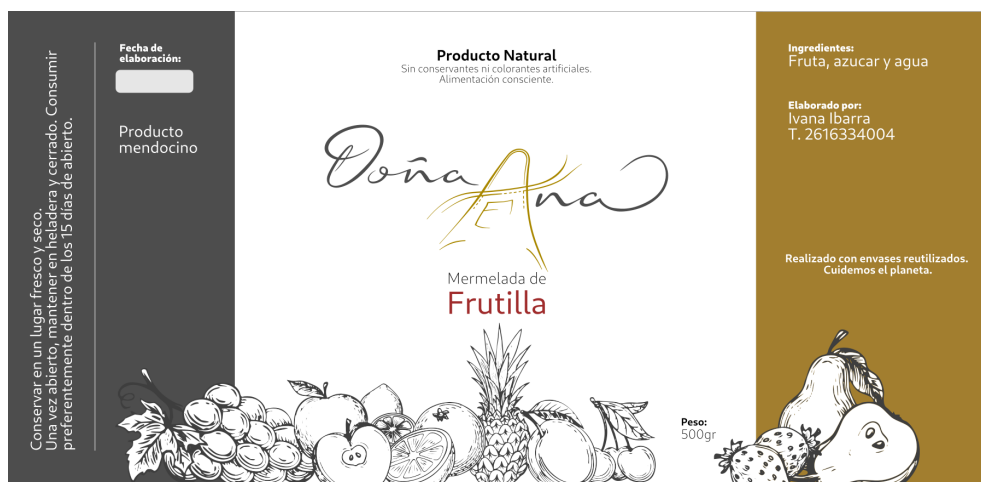 Conservar en un lugar fresco y seco.
Una vez abierto, mantener en heladera y cerrado. Consumir
preferentemente dentro de los 15 días de abierto.
Fecha de
elaboración:
Producto
mendocino
Producto Natural
Sin conservantes ni colorantes artificiales.
Alimentación consciente.
Doña Ana
Mermelada de
Frutilla
Peso:
500gr
Ingredientes:
Fruta, azucar y agua
Elaborado por:
Ivana Ibarra
T. 2616334004
Realizado con envases reutilizados.
Cuidemos el planeta.